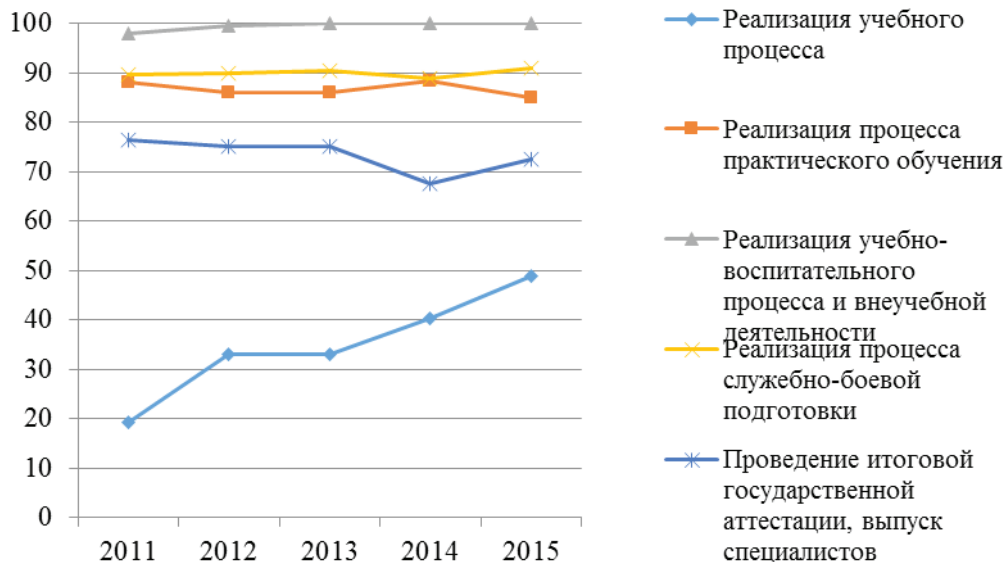 100
90
80
70
60
50
40
30
20
10
0
2011 2012 2013 2014 2015
Реализация учебного
процесса
Реализация процесса
практического обучения
Реализация учебно-
воспитательного
процесса и внеучебной
деятельности
Реализация процесса
служебно-боевой
подготовки
Проведение итоговой
государственной
аттестации, выпуск
специалистов